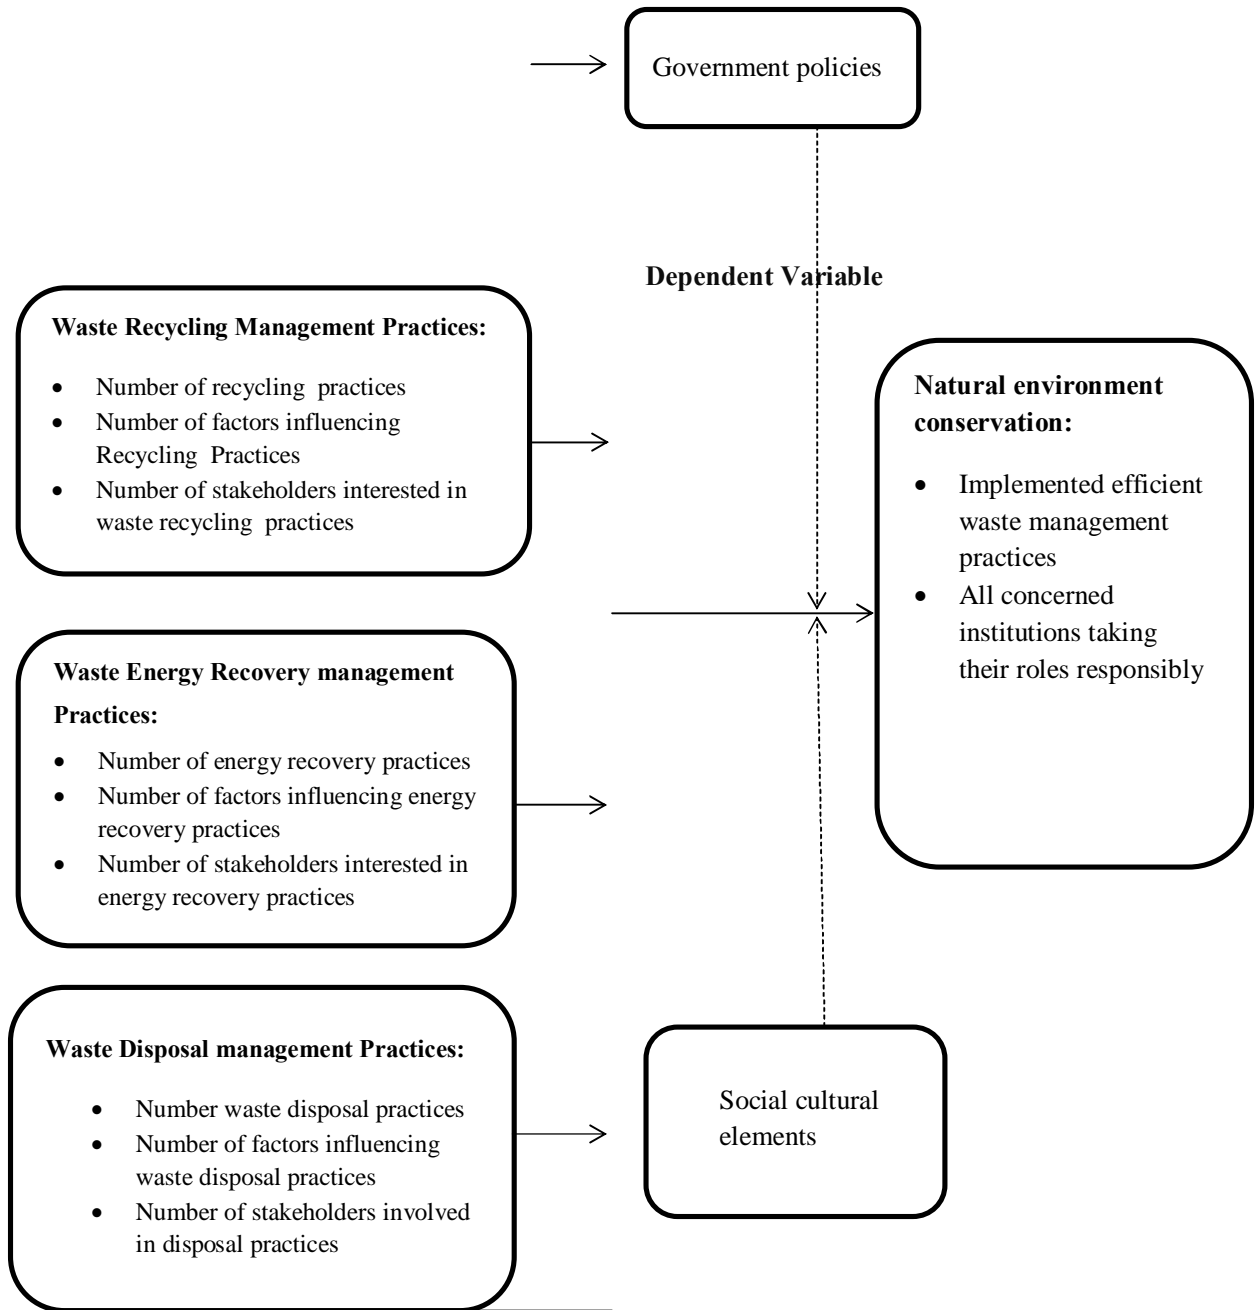 Government policies
Dependent Variable
Waste Recycling Management Practices:
• Number of recycling practices
• Number of factors influencing
Recycling Practices
• Number of stakeholders interested in
waste recycling practices
Natural environment
conservation:
• Implemented efficient
waste management
practices
• All concerned
institutions taking
their roles responsibly
Waste Energy Recovery management
Practices:
• Number of energy recovery practices
• Number of factors influencing energy
recovery practices
• Number of stakeholders interested in
energy recovery practices
Waste Disposal management Practices:
• Number waste disposal practices
• Number of factors influencing
waste disposal practices
• Number of stakeholders involved
in disposal practices
Social cultural
elements